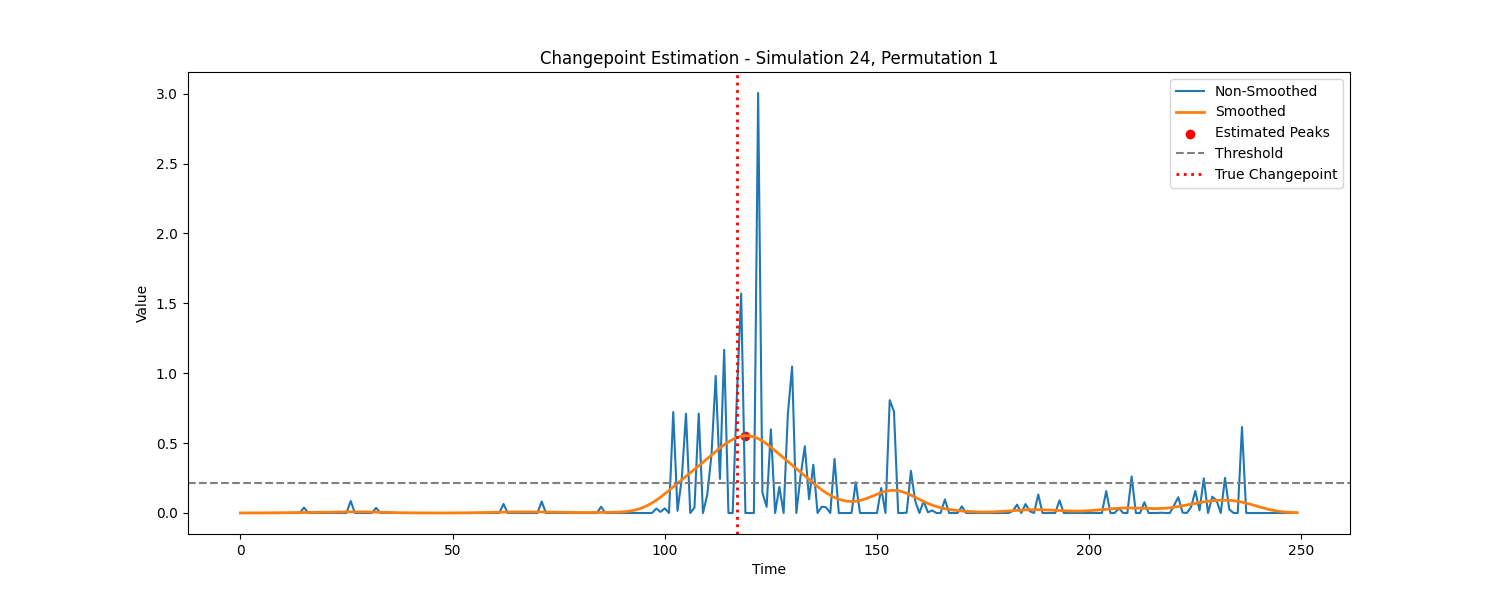 Changepoint Estimation - Simulation 24, Permutation 1
Non-Smoothed
Smoothed
Estimated Peaks
Threshold
True Changepoint
3.0
2.5
2.0
1.5
1.0
0.5
0.0
Value
0
50
100
150
200
250
Time